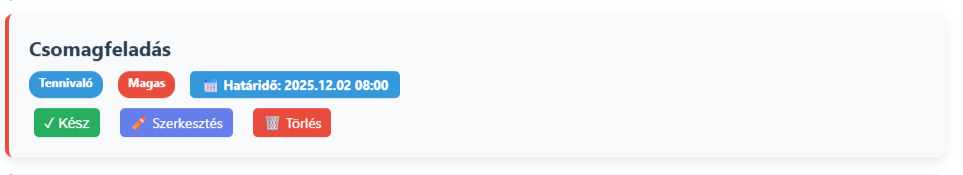 Csomagfeladás
Tennivaló Magas Határidő: 2025.12.02 08:00
✓ Kész Szerkesztés Törlés